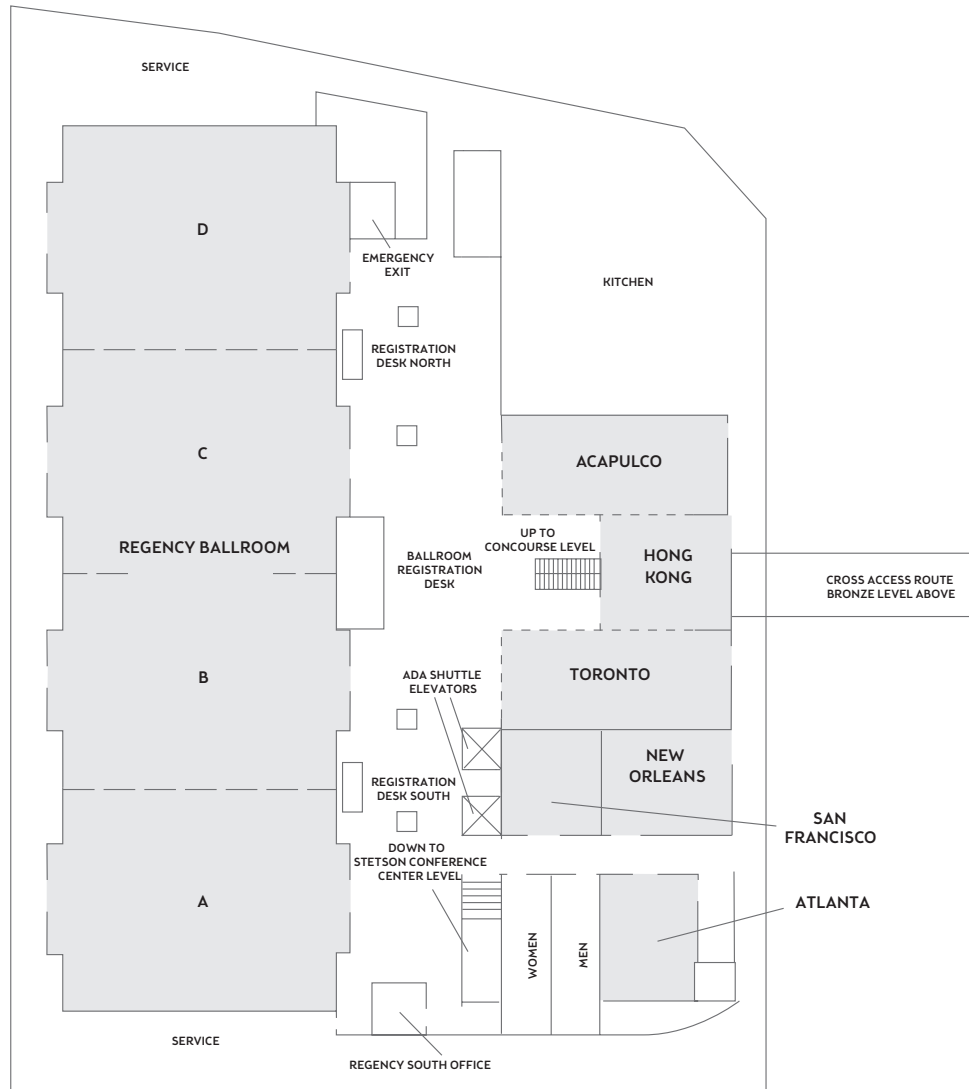 SERVICE
D
EMERGENCY
EXIT
KITCHEN
REGISTRATION
DESK NORTH
C
ACAPULCO
REGENCY BALLROOM
UP TO
CONCOURSE LEVEL
BALLROOM
REGISTRATION
DESK
HONG
KONG
CROSS ACCESS ROUTE
BRONZE LEVEL ABOVE
B
ADA SHUTTLE
ELEVATORS
TORONTO
NEW
ORLEANS
REGISTRATION
DESK SOUTH
SAN
FRANCISCO
DOWN TO
STETSON CONFERENCE
CENTER LEVEL
A
ATLANTA
WOMEN
MEN
SERVICE
REGENCY SOUTH OFFICE